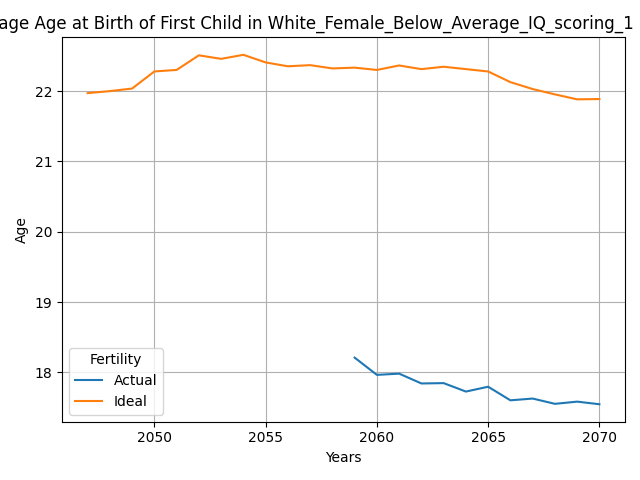 age Age at Birth of First Child in White_Female_Below_Average_IQ_scoring_1
Age
22
21
20
19
18
Fertility
Actual
Ideal
2050 2055 2060 2065 2070
Years